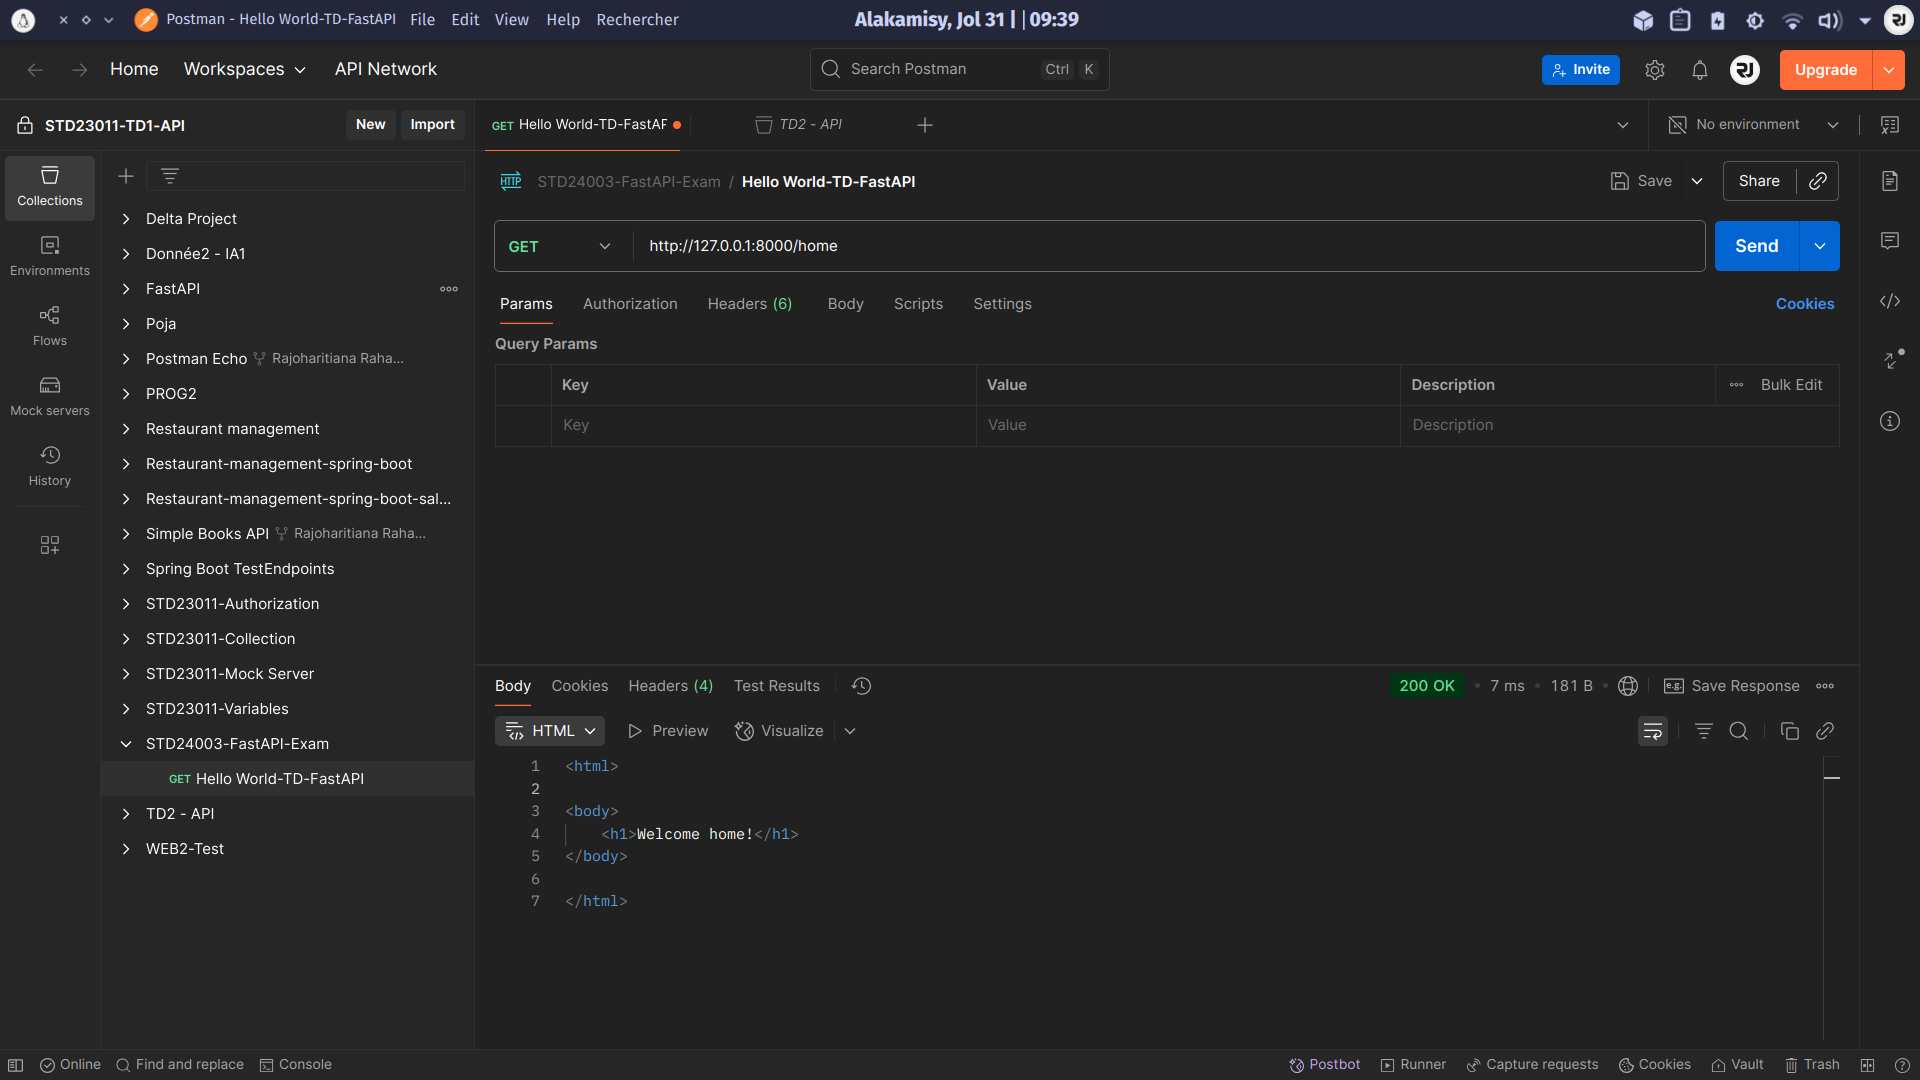 Postman - Hello World-TD-FastAPI File Edit View Help Rechercher Alakamisy, Jol 31 | | 09:39
Home Workspaces API Network Search Postman Ctrl K Invite Upgrade
STD23011-TD1-API New Import GET Hello World-TD-FastAP TD2 - API No environment
Collections
Environments
Flows
Mock servers
History
Delta Project
Donnée2 - IA1
FastAPI
Poja
Postman Echo Rajoharitiana Raha...
PROG2
Restaurant management
Restaurant-management-spring-boot
Restaurant-management-spring-boot-sal...
Simple Books API Rajoharitiana Raha...
Spring Boot TestEndpoints
STD23011-Authorization
STD23011-Collection
STD23011-Mock Server
STD23011-Variables
STD24003-FastAPI-Exam
GET Hello World-TD-FastAPI
TD2 - API
WEB2-Test
HTTP STD24003-FastAPI-Exam / Hello World-TD-FastAPI Save Share
GET http://127.0.0.1:8000/home Send
Params Authorization Headers (6) Body Scripts Settings Cookies
Query Params
Key Value Description Bulk Edit
Key Value Description
Body Cookies Headers (4) Test Results 200 OK 7 ms 181 B e.g. Save Response
HTML Preview Visualize
1 <html>
2
3 <body>
4 <h1>Welcome home!</h1>
5 </body>
6
7 </html>
Online Find and replace Console Postbot Runner Capture requests Cookies Vault Trash